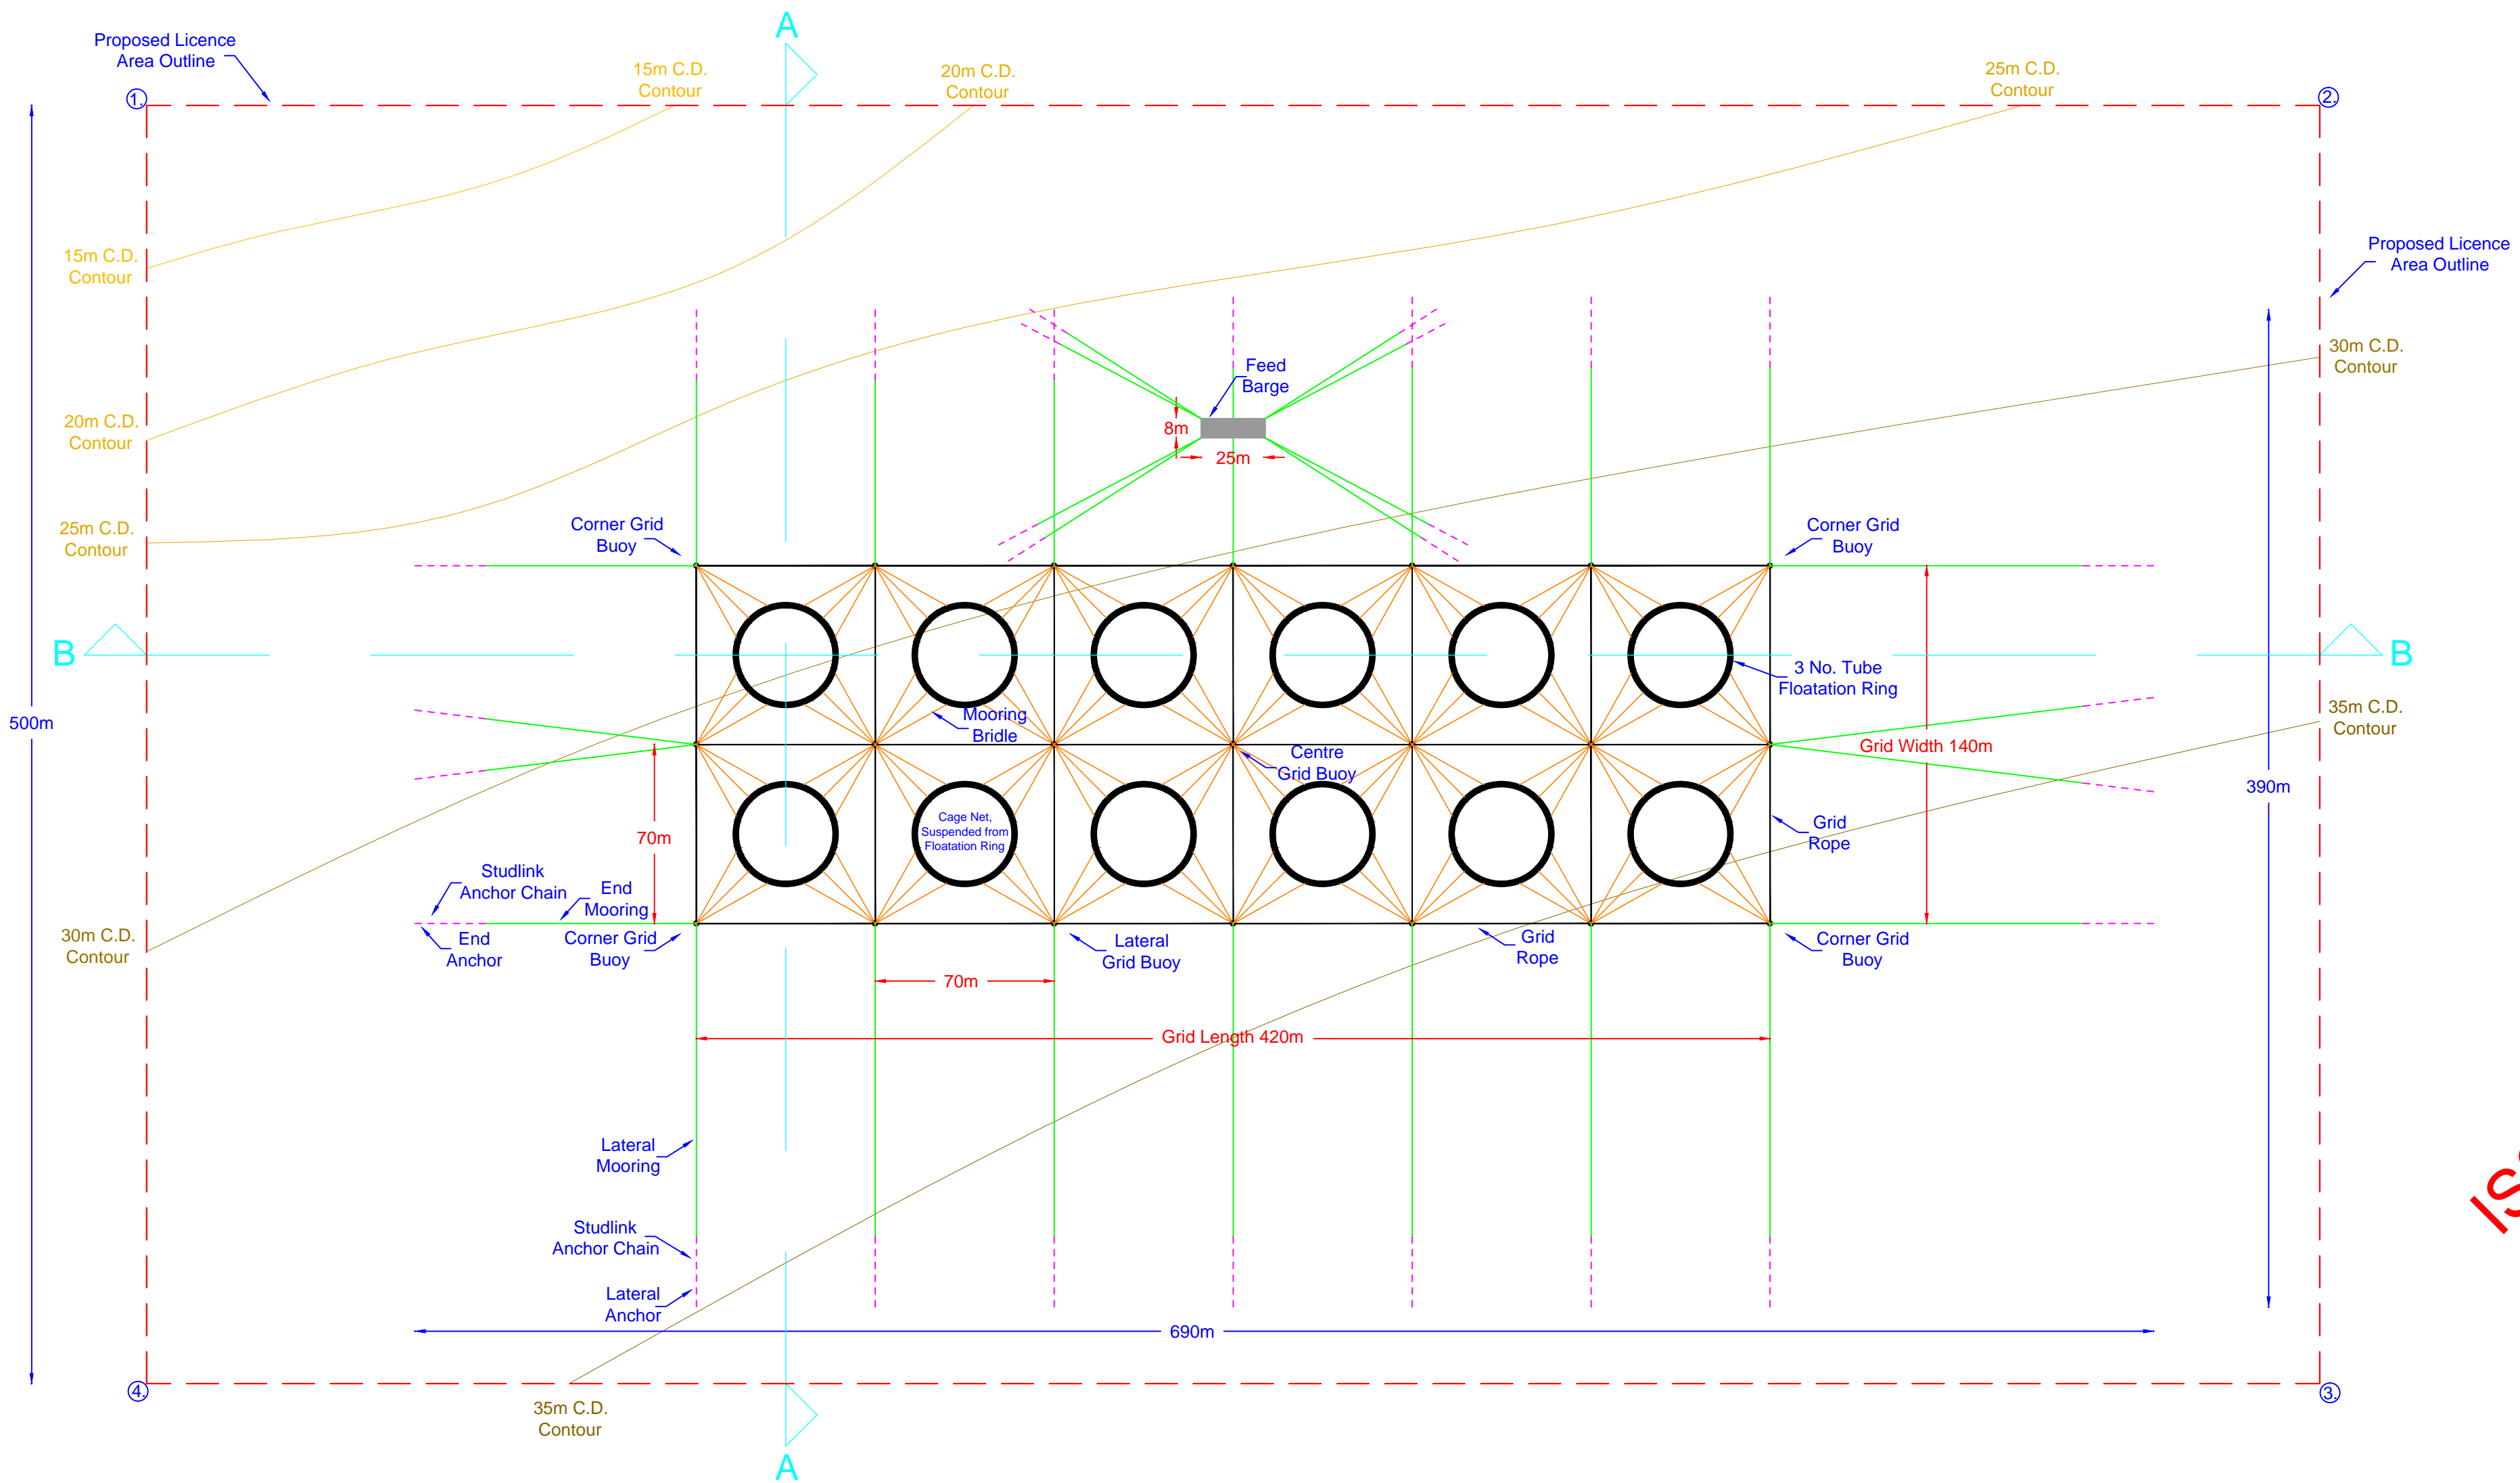 A
Proposed Licence
Area Outline
15m C.D.
Contour
20m C.D.
Contour
25m C.D.
Contour
1.
2.
15m C.D.
Contour
Proposed Licence
Area Outline
30m C.D.
Contour
Feed
Barge
8m
25m
20m C.D.
Contour
25m C.D.
Contour
Corner Grid
Buoy
Corner Grid
Buoy
B
B
3 No. Tube
Floatation Ring
500m
Mooring
Bridle
35m C.D.
Contour
Centre
Grid Buoy
Grid Width 140m
390m
70m
Cage Net,
Suspended from
Floatation Ring
Grid
Rope
Studlink
Anchor Chain
End
Mooring
30m C.D.
Contour
End
Anchor
Corner Grid
Buoy
Lateral
Grid Buoy
Grid
Rope
Corner Grid
Buoy
70m
Grid Length 420m
Lateral
Mooring
Studlink
Anchor Chain
Lateral
Anchor
690m
4.
3.
35m C.D.
Contour
A